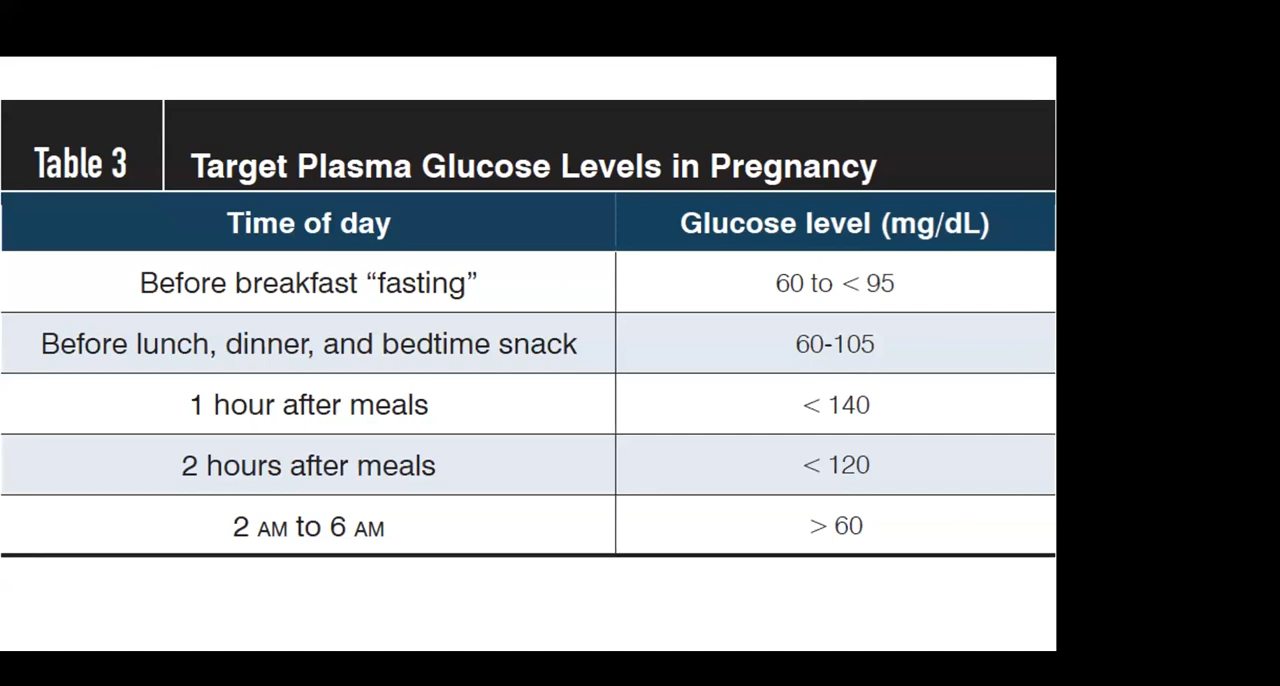 Table 3 Target Plasma Glucose Levels in Pregnancy
Time of day Glucose level (mg/dL)
Before breakfast “fasting” 60 to < 95
Before lunch, dinner, and bedtime snack 60-105
1 hour after meals < 140
2 hours after meals < 120
2 AM to 6 AM > 60